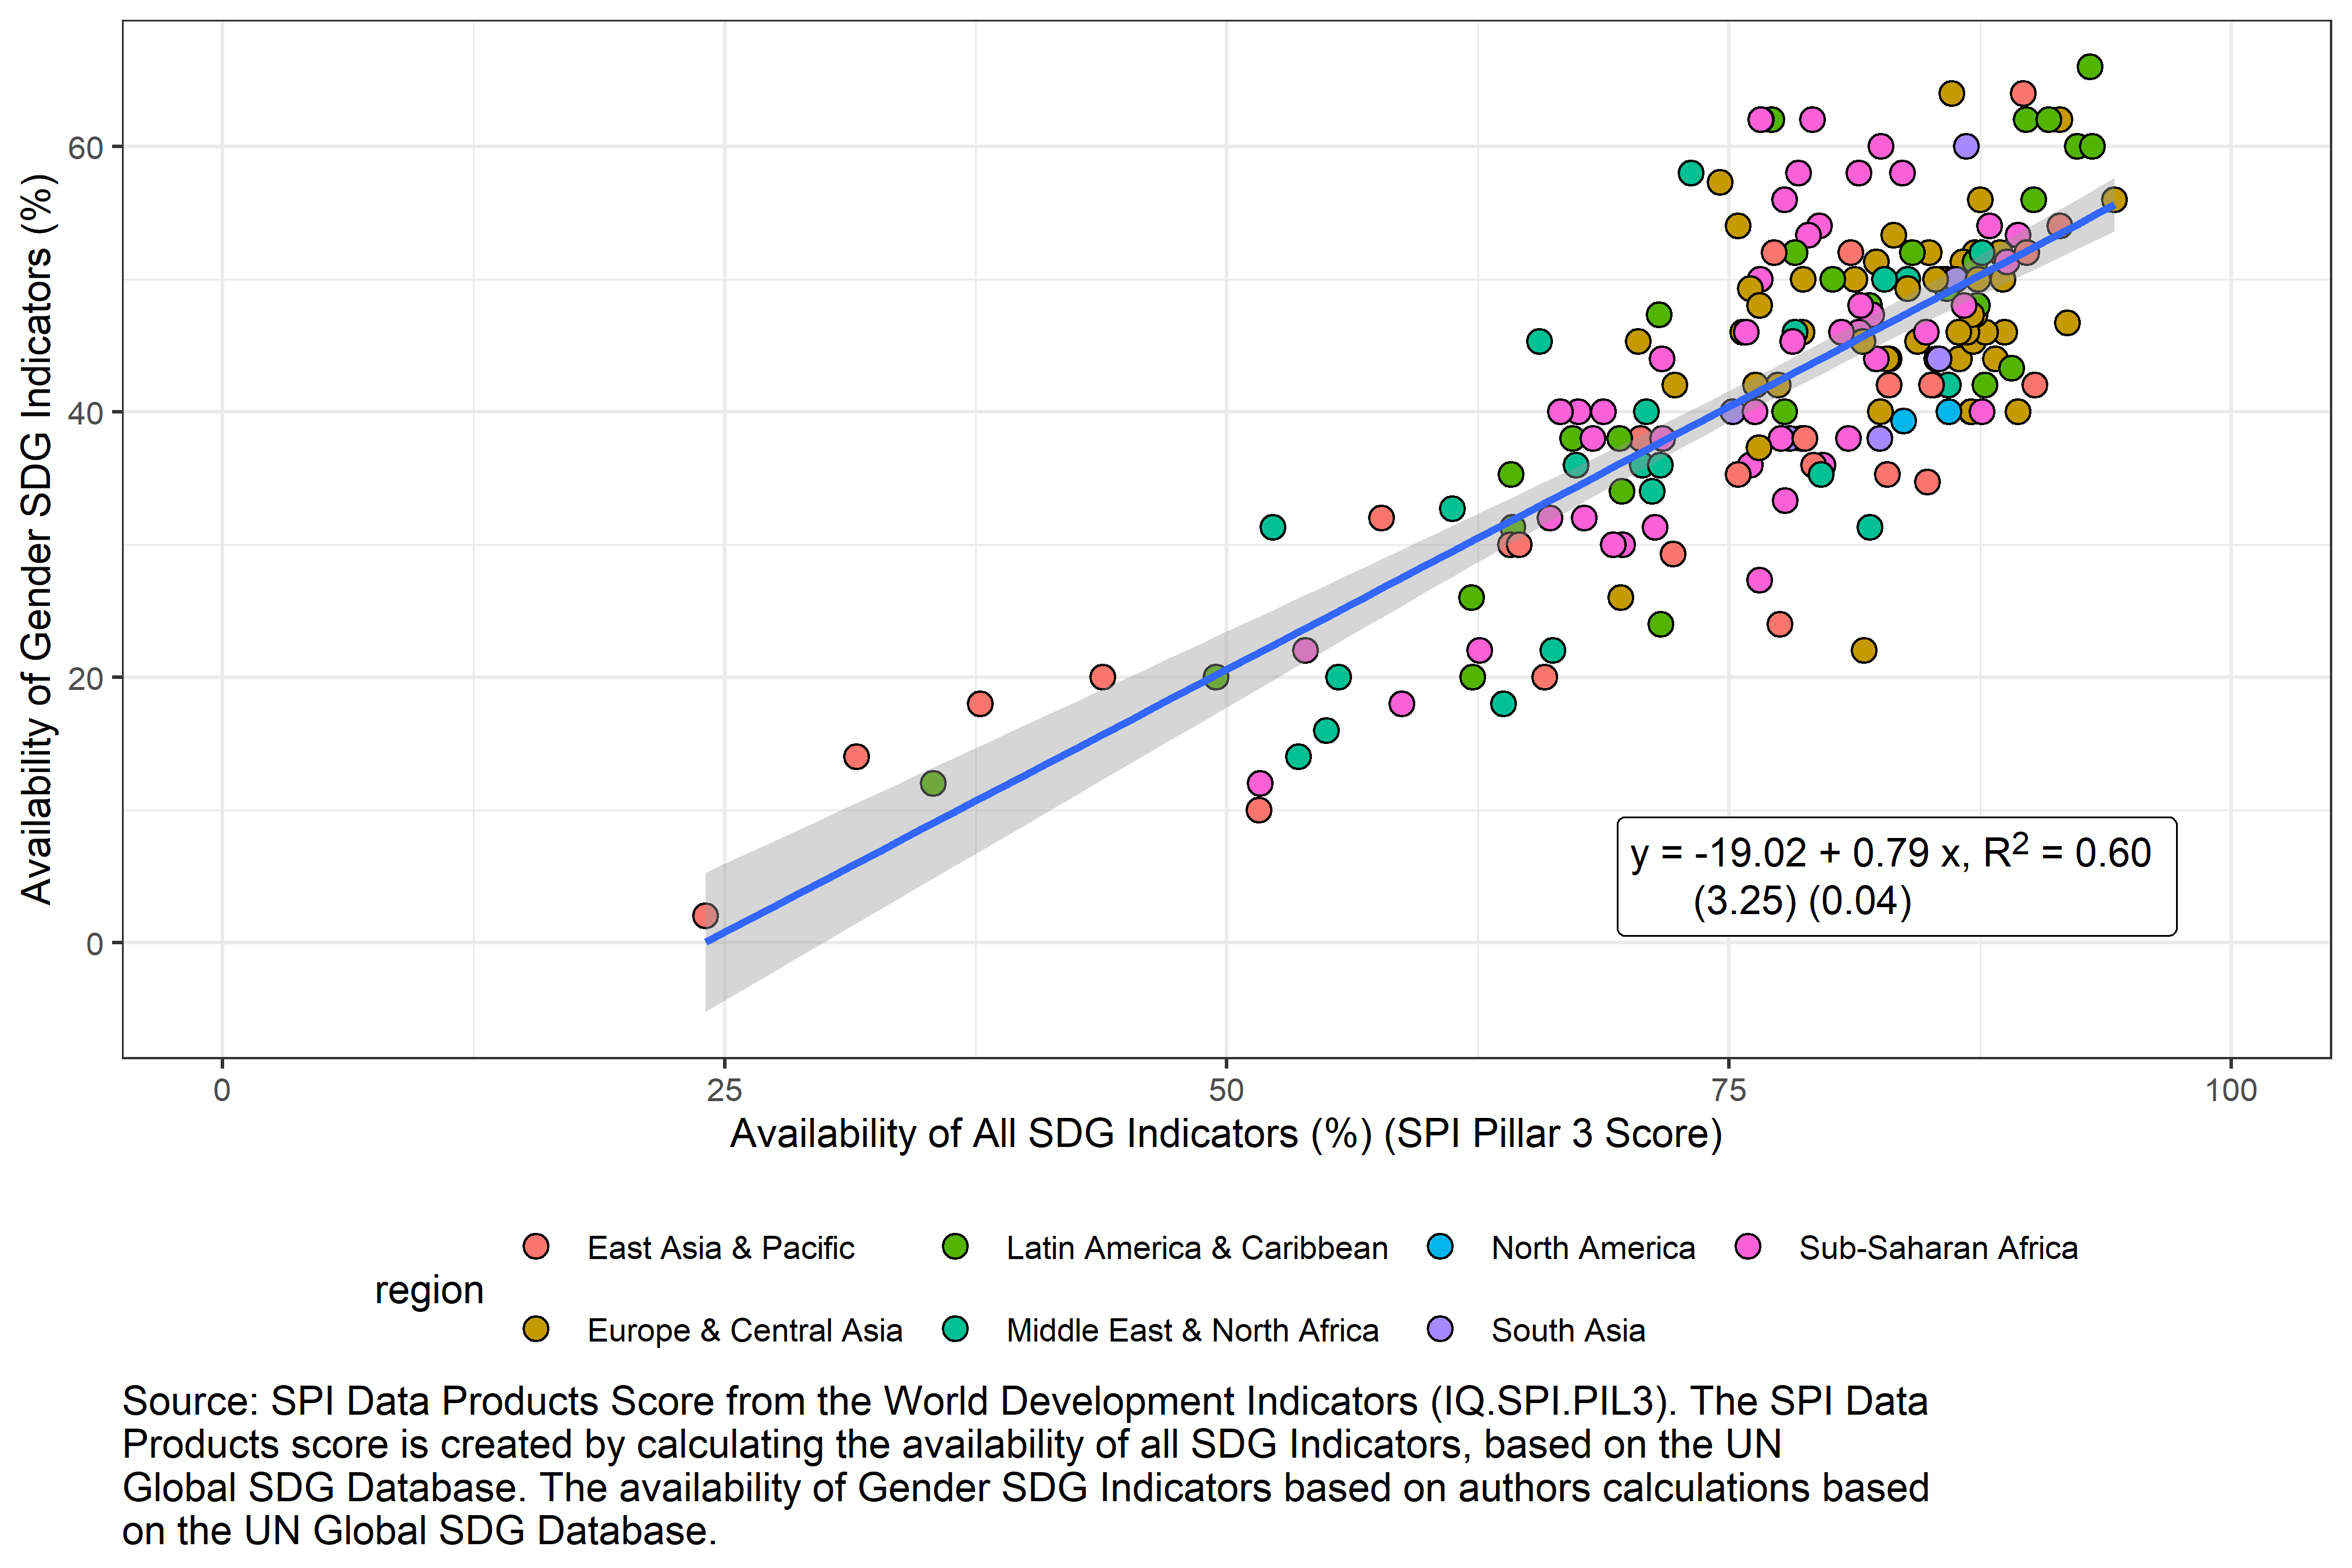 Availability of Gender SDG Indicators (%)
60
40
20
0
y = -19.02 + 0.79 x, R² = 0.60
(3.25) (0.04)
0 25 50 75 100
Availability of All SDG Indicators (%) (SPI Pillar 3 Score)
region
East Asia & Pacific
Latin America & Caribbean
North America
Sub-Saharan Africa
Europe & Central Asia
Middle East & North Africa
South Asia
Source: SPI Data Products Score from the World Development Indicators (IQ.SPI.PIL3). The SPI Data
Products score is created by calculating the availability of all SDG Indicators, based on the UN
Global SDG Database. The availability of Gender SDG Indicators based on authors calculations based
on the UN Global SDG Database.